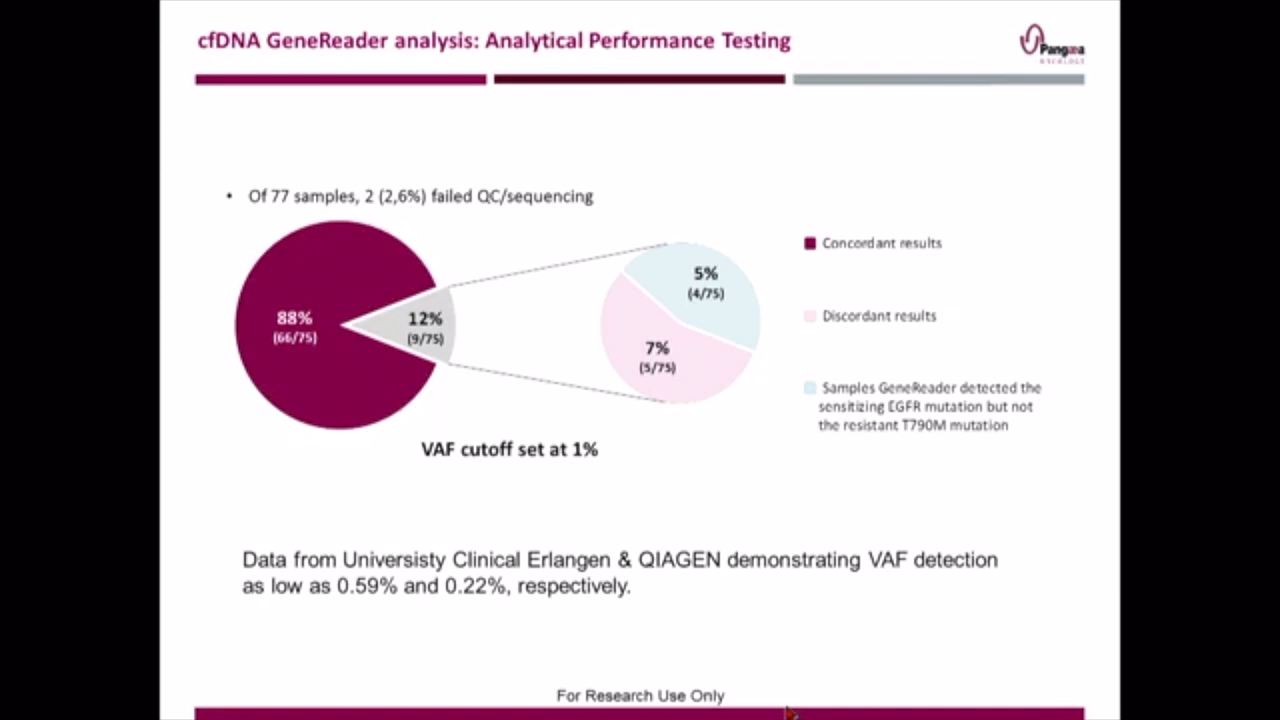 cfDNA GeneReader analysis: Analytical Performance Testing
Pangæa
ONCOLOGY
• Of 77 samples, 2 (2,6%) failed QC/sequencing
88%
(66/75)
12%
(9/75)
5%
(4/75)
7%
(5/75)
Concordant results
Discordant results
Samples GeneReader detected the
sensitizing EGFR mutation but not
the resistant T790M mutation
VAF cutoff set at 1%
Data from Universisty Clinical Erlangen & QIAGEN demonstrating VAF detection
as low as 0.59% and 0.22%, respectively.
For Research Use Only